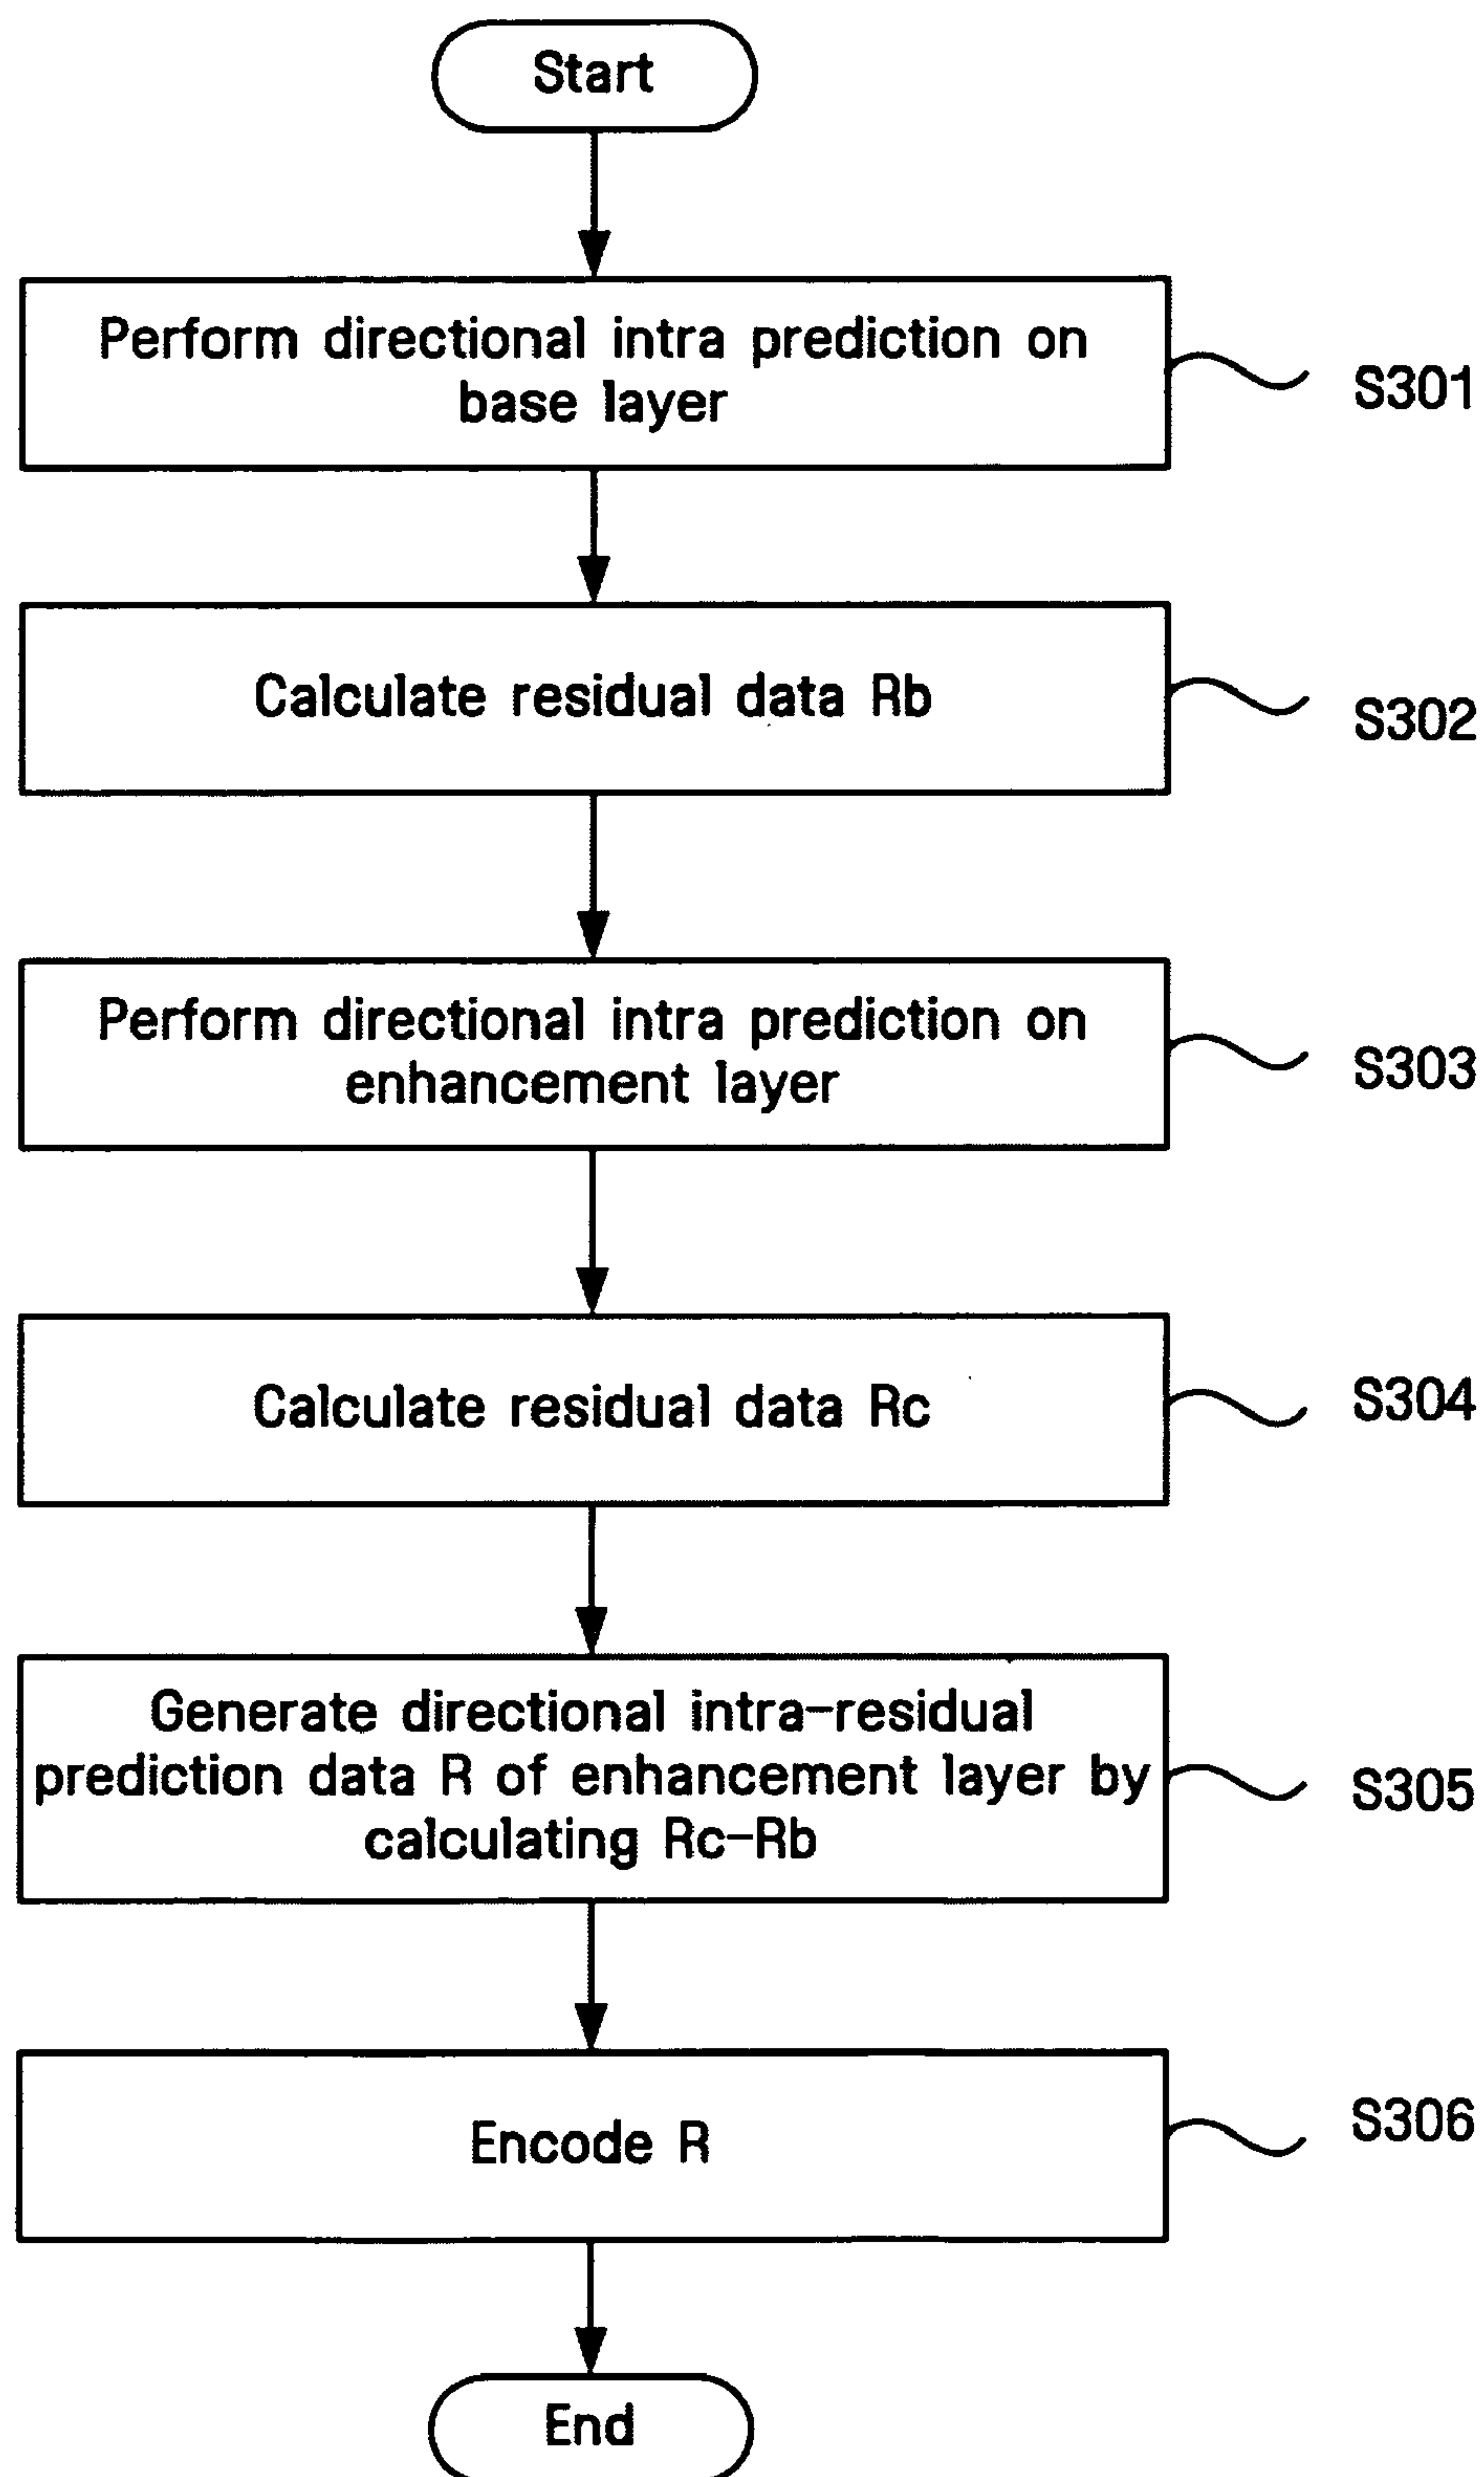 Start
Perform directional intra prediction on
base layer
S301
Calculate residual data Rb
S302
Perform directional intra prediction on
enhancement layer
S303
Calculate residual data Rc
S304
Generate directional intra-residual
prediction data R of enhancement layer by
calculating Rc-Rb
S305
Encode R
S306
End